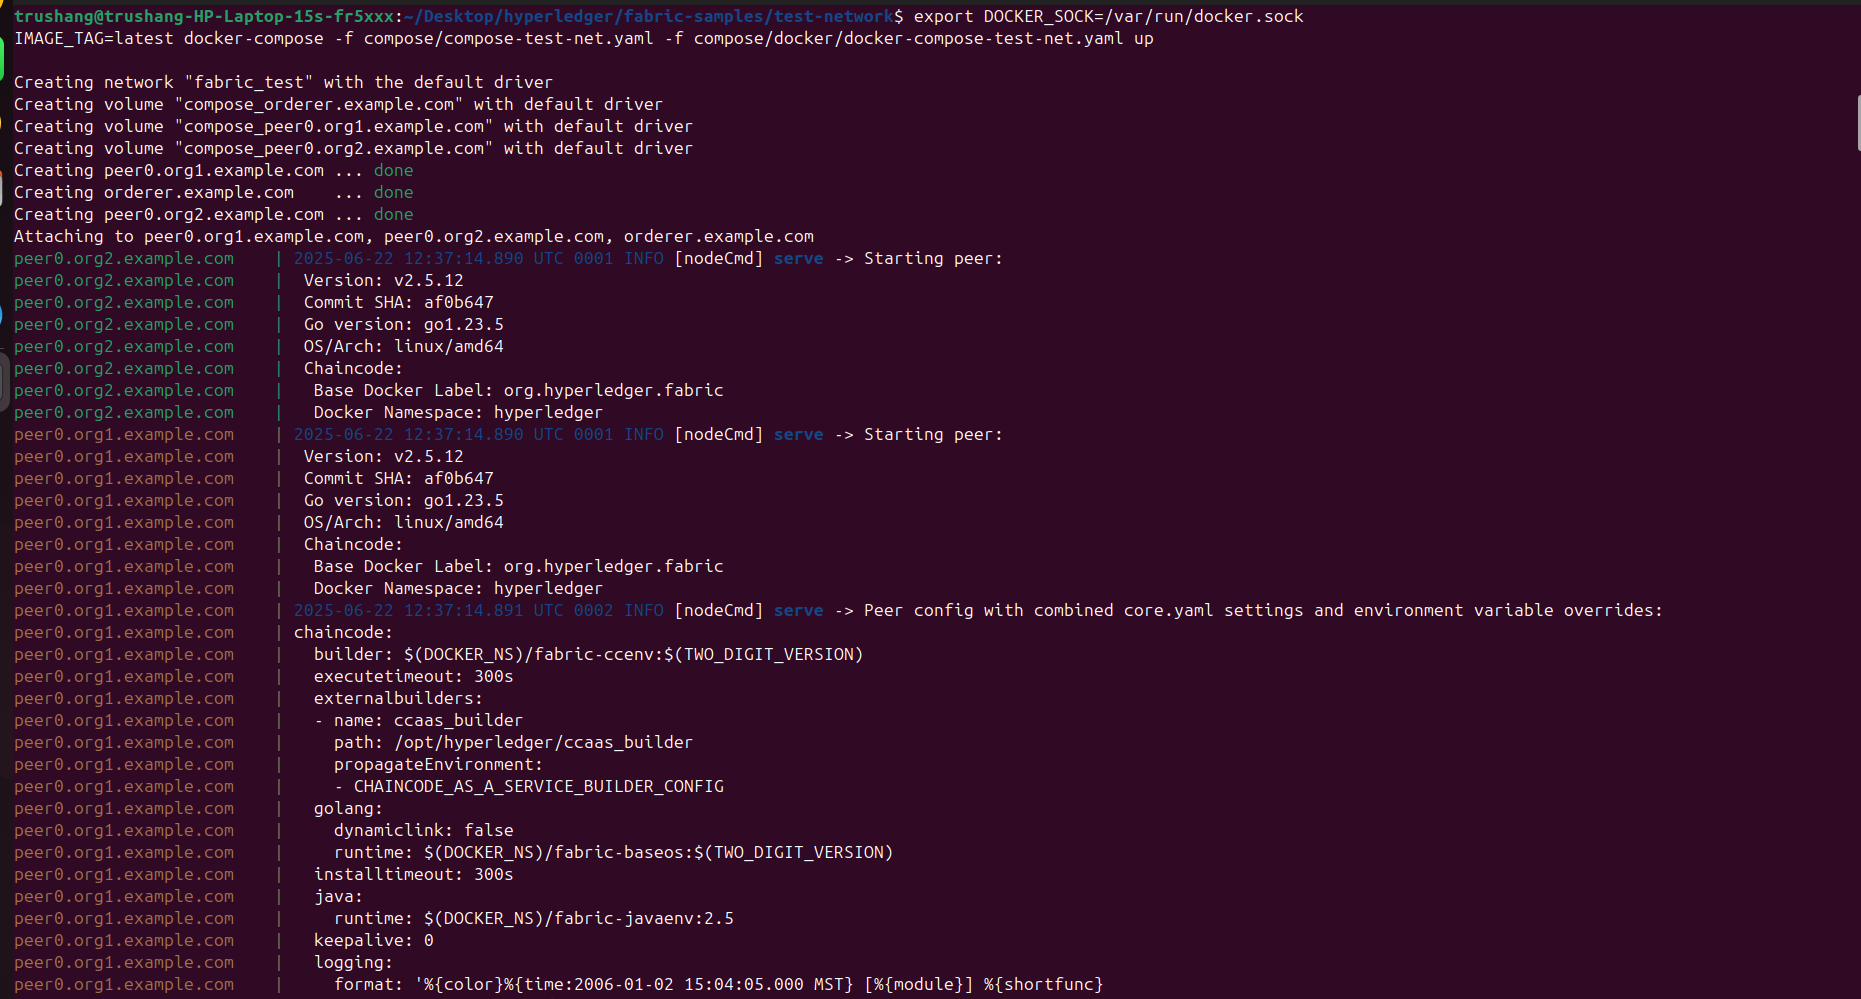 trushang@trushang-HP-Laptop-15s-fr5xxx:~/Desktop/hyperledger/fabric-samples/test-network$ export DOCKER_SOCK=/var/run/docker.sock
IMAGE_TAG=latest docker-compose -f compose/compose-test-net.yaml -f compose/docker/docker-compose-test-net.yaml up

Creating network "fabric_test" with the default driver
Creating volume "compose_orderer.example.com" with default driver
Creating volume "compose_peer0.org1.example.com" with default driver
Creating volume "compose_peer0.org2.example.com" with default driver
Creating peer0.org1.example.com ... done
Creating orderer.example.com    ... done
Creating peer0.org2.example.com ... done
Attaching to peer0.org1.example.com, peer0.org2.example.com, orderer.example.com
peer0.org2.example.com    | 2025-06-22 12:37:14.890 UTC 0001 INFO [nodeCmd] serve -> Starting peer:
peer0.org2.example.com    |  Version: v2.5.12
peer0.org2.example.com    |  Commit SHA: af0b647
peer0.org2.example.com    |  Go version: go1.23.5
peer0.org2.example.com    |  OS/Arch: linux/amd64
peer0.org2.example.com    |  Chaincode:
peer0.org2.example.com    |   Base Docker Label: org.hyperledger.fabric
peer0.org2.example.com    |   Docker Namespace: hyperledger
peer0.org1.example.com    | 2025-06-22 12:37:14.890 UTC 0001 INFO [nodeCmd] serve -> Starting peer:
peer0.org1.example.com    |  Version: v2.5.12
peer0.org1.example.com    |  Commit SHA: af0b647
peer0.org1.example.com    |  Go version: go1.23.5
peer0.org1.example.com    |  OS/Arch: linux/amd64
peer0.org1.example.com    |  Chaincode:
peer0.org1.example.com    |   Base Docker Label: org.hyperledger.fabric
peer0.org1.example.com    |   Docker Namespace: hyperledger
peer0.org1.example.com    | 2025-06-22 12:37:14.891 UTC 0002 INFO [nodeCmd] serve -> Peer config with combined core.yaml settings and environment variable overrides:
peer0.org1.example.com    | chaincode:
peer0.org1.example.com    |   builder: $(DOCKER_NS)/fabric-ccenv:$(TWO_DIGIT_VERSION)
peer0.org1.example.com    |   executetimeout: 300s
peer0.org1.example.com    |   externalbuilders:
peer0.org1.example.com    |   - name: ccaas_builder
peer0.org1.example.com    |     path: /opt/hyperledger/ccaas_builder
peer0.org1.example.com    |     propagateEnvironment:
peer0.org1.example.com    |     - CHAINCODE_AS_A_SERVICE_BUILDER_CONFIG
peer0.org1.example.com    |   golang:
peer0.org1.example.com    |     dynamiclink: false
peer0.org1.example.com    |     runtime: $(DOCKER_NS)/fabric-baseos:$(TWO_DIGIT_VERSION)
peer0.org1.example.com    |   installtimeout: 300s
peer0.org1.example.com    |   java:
peer0.org1.example.com    |     runtime: $(DOCKER_NS)/fabric-javaenv:2.5
peer0.org1.example.com    |   keepalive: 0
peer0.org1.example.com    |   logging:
peer0.org1.example.com    |     format: '%{color}%{time:2006-01-02 15:04:05.000 MST} [%{module}] %{shortfunc}